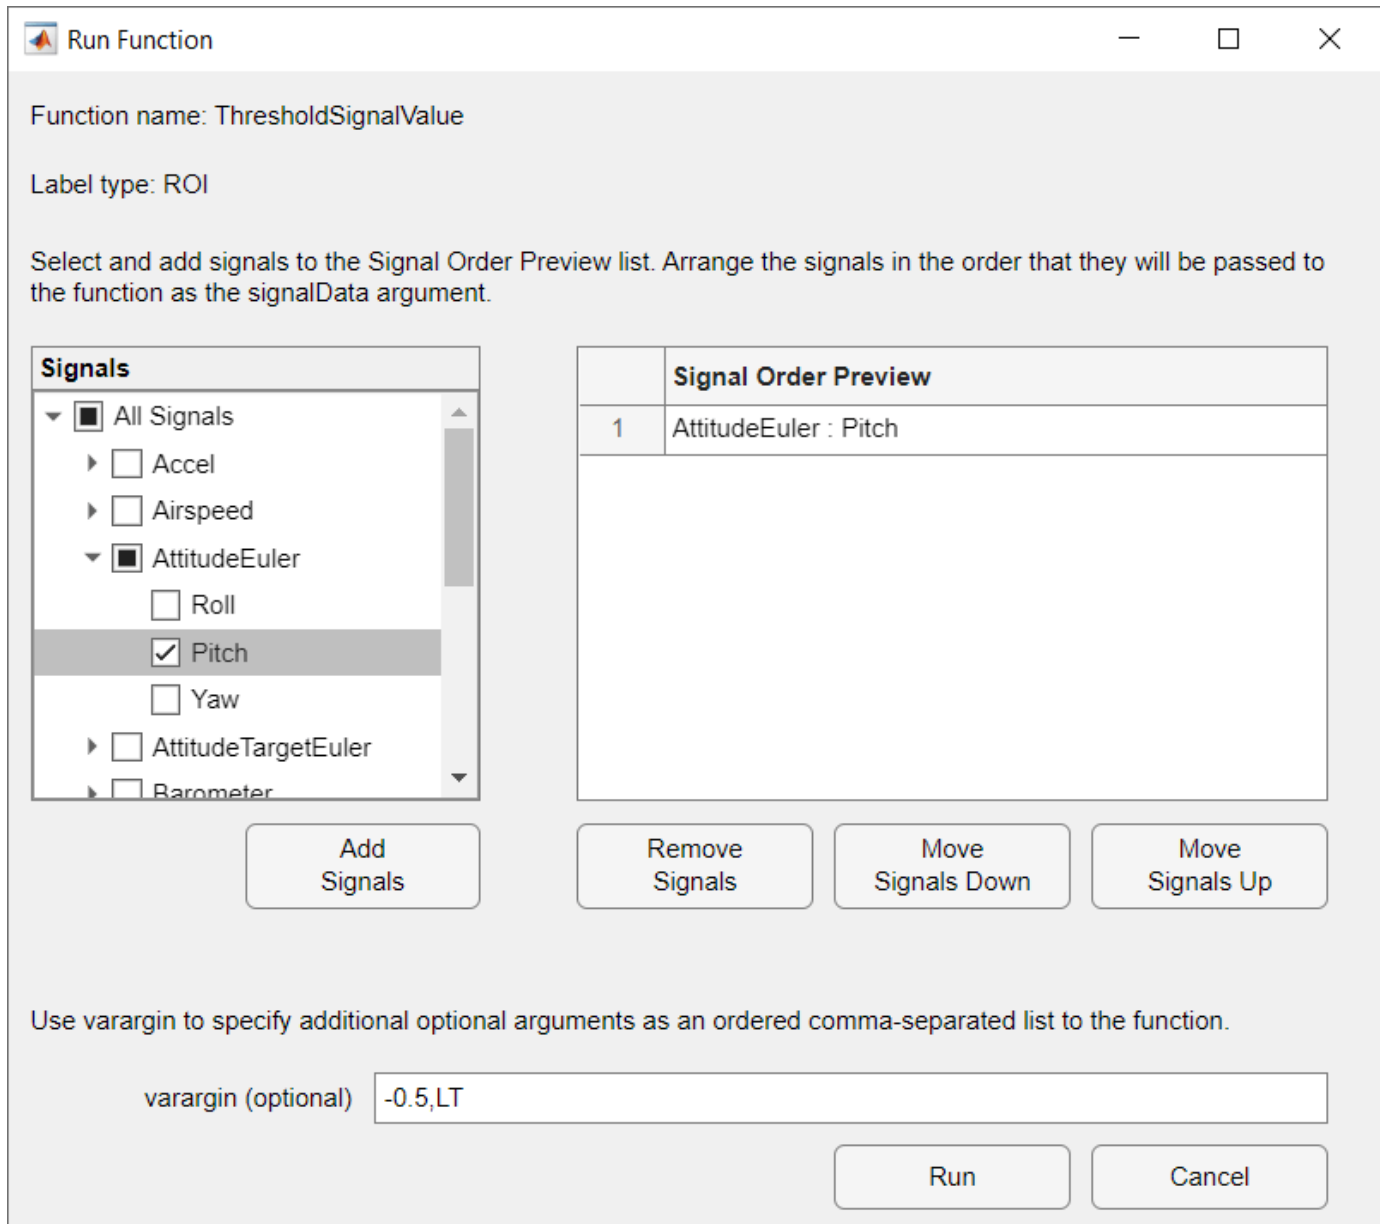 Run Function
Function name: ThresholdSignalValue
Label type: ROI
Select and add signals to the Signal Order Preview list. Arrange the signals in the order that they will be passed to
the function as the signalData argument.
Signals
All Signals
Accel
Airspeed
AttitudeEuler
Roll
Pitch
Yaw
AttitudeTargetEuler
Barometer
Signal Order Preview
1 AttitudeEuler : Pitch
Add
Signals
Remove
Signals
Move
Signals Down
Move
Signals Up
Use varargin to specify additional optional arguments as an ordered comma-separated list to the function.
varargin (optional) -0.5,LT
Run
Cancel